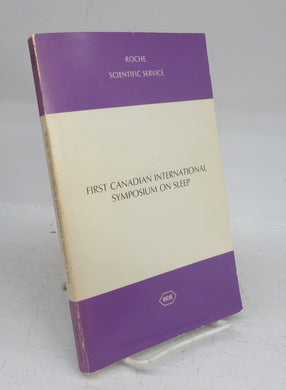 ROCHE
SCIENTIFIC SERVICE
FIRST CANADIAN INTERNATIONAL
SYMPOSIUM ON SLEEP
ROCHE